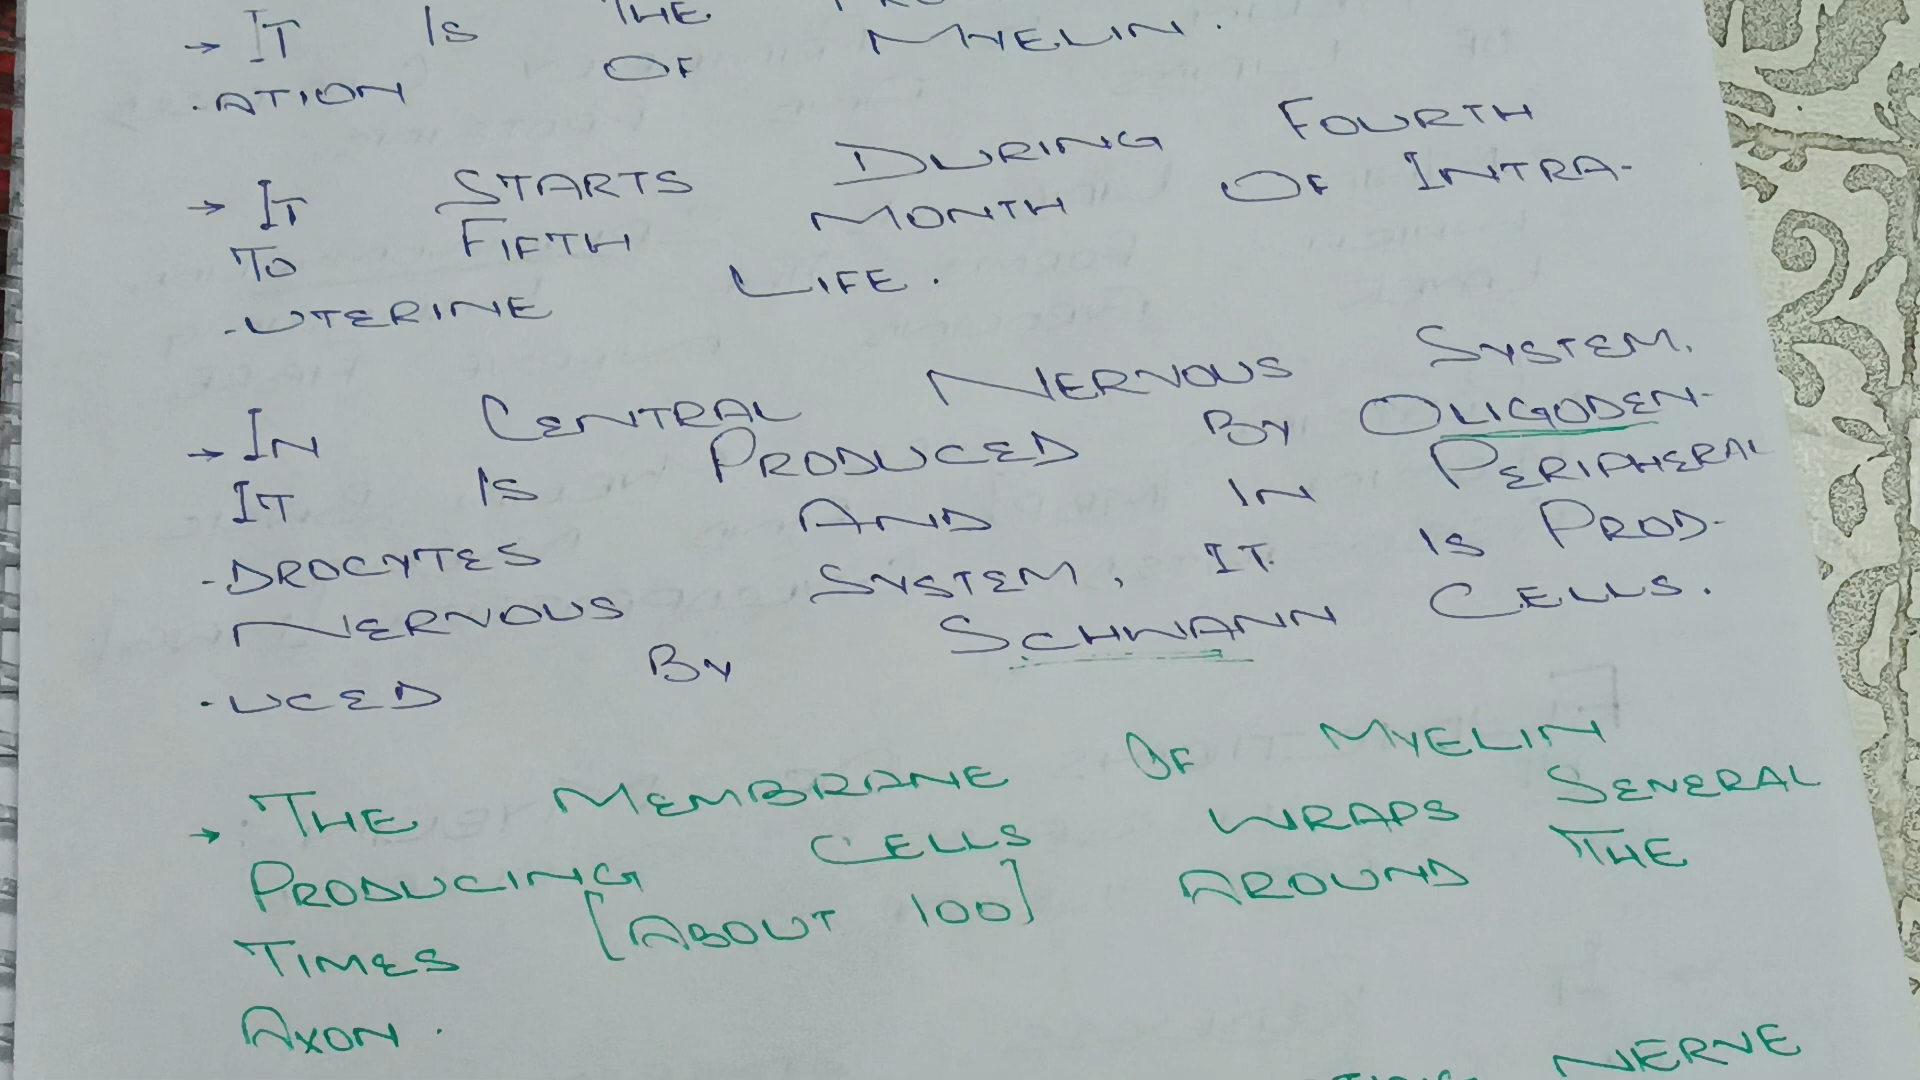 → IT IS THE
-ATION OF MYELIN.
→ IT STARTS DURING FOURTH
TO FIFTH MONTH OF INTRA-
-UTERINE LIFE.
→ IN CENTRAL NERVOUS SYSTEM,
IT IS PRODUCED BY OLIGODEN-
-DROCYTES AND IN PERIPHERAL
NERVOUS SYSTEM, IT IS PROD-
-UCED BY SCHWANN CELLS.
→ THE MEMBRANE OF MYELIN
PRODUCING CELLS WRAPS SEVERAL
TIMES [ABOUT 100] AROUND THE
AXON.
NERVE